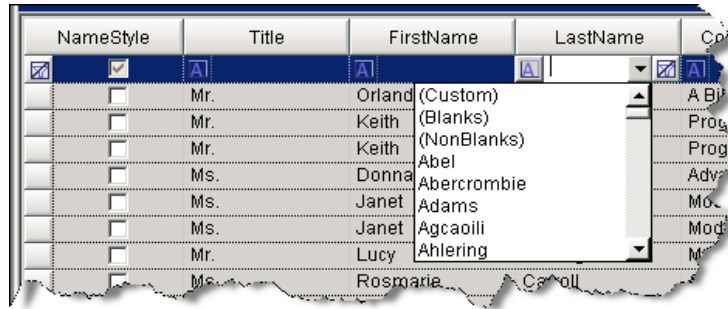 NameStyle Title FirstName LastName Co
A A A A
Mr. Orland (Custom) A Bi
(Blanks)
Mr. Keith (NonBlanks) Prog
Mr. Keith Abel Prog
Ms. Donna Abercrombie Adva
Ms. Janet Adams Mo
Ms. Janet Agcaoili Mod
Mr. Lucy Ahlering M
Ms. Rosmarie Carroll